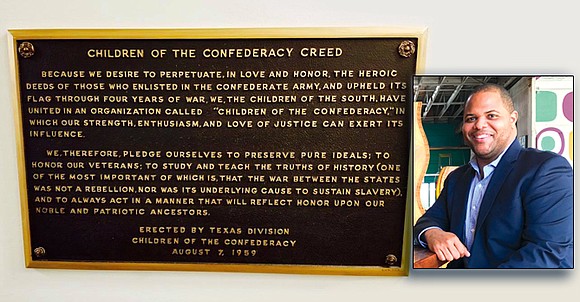 CHILDREN OF THE CONFEDERACY CREED
BECAUSE WE DESIRE TO PERPETUATE, IN LOVE AND HONOR, THE HEROIC
DEEDS OF THOSE WHO ENLISTED IN THE CONFEDERATE ARMY, AND UPHELD ITS
FLAG THROUGH FOUR YEARS OF WAR, WE, THE CHILDREN OF THE SOUTH, HAVE
UNITED IN AN ORGANIZATION CALLED "CHILDREN OF THE CONFEDERACY," IN
WHICH OUR STRENGTH, ENTHUSIASM, AND LOVE OF JUSTICE CAN EXERT ITS
INFLUENCE.
WE, THEREFORE, PLEDGE OURSELVES TO PRESERVE PURE IDEALS; TO
HONOR OUR VETERANS; TO STUDY AND TEACH THE TRUTHS OF HISTORY (ONE
OF THE MOST IMPORTANT OF WHICH IS, THAT THE WAR BETWEEN THE STATES
WAS NOT A REBELLION, NOR WAS ITS UNDERLYING CAUSE TO SUSTAIN SLAVERY),
AND TO ALWAYS ACT IN A MANNER THAT WILL REFLECT HONOR UPON OUR
NOBLE AND PATRIOTIC ANCESTORS.
ERECTED BY TEXAS DIVISION
CHILDREN OF THE CONFEDERACY
AUGUST 7, 1959